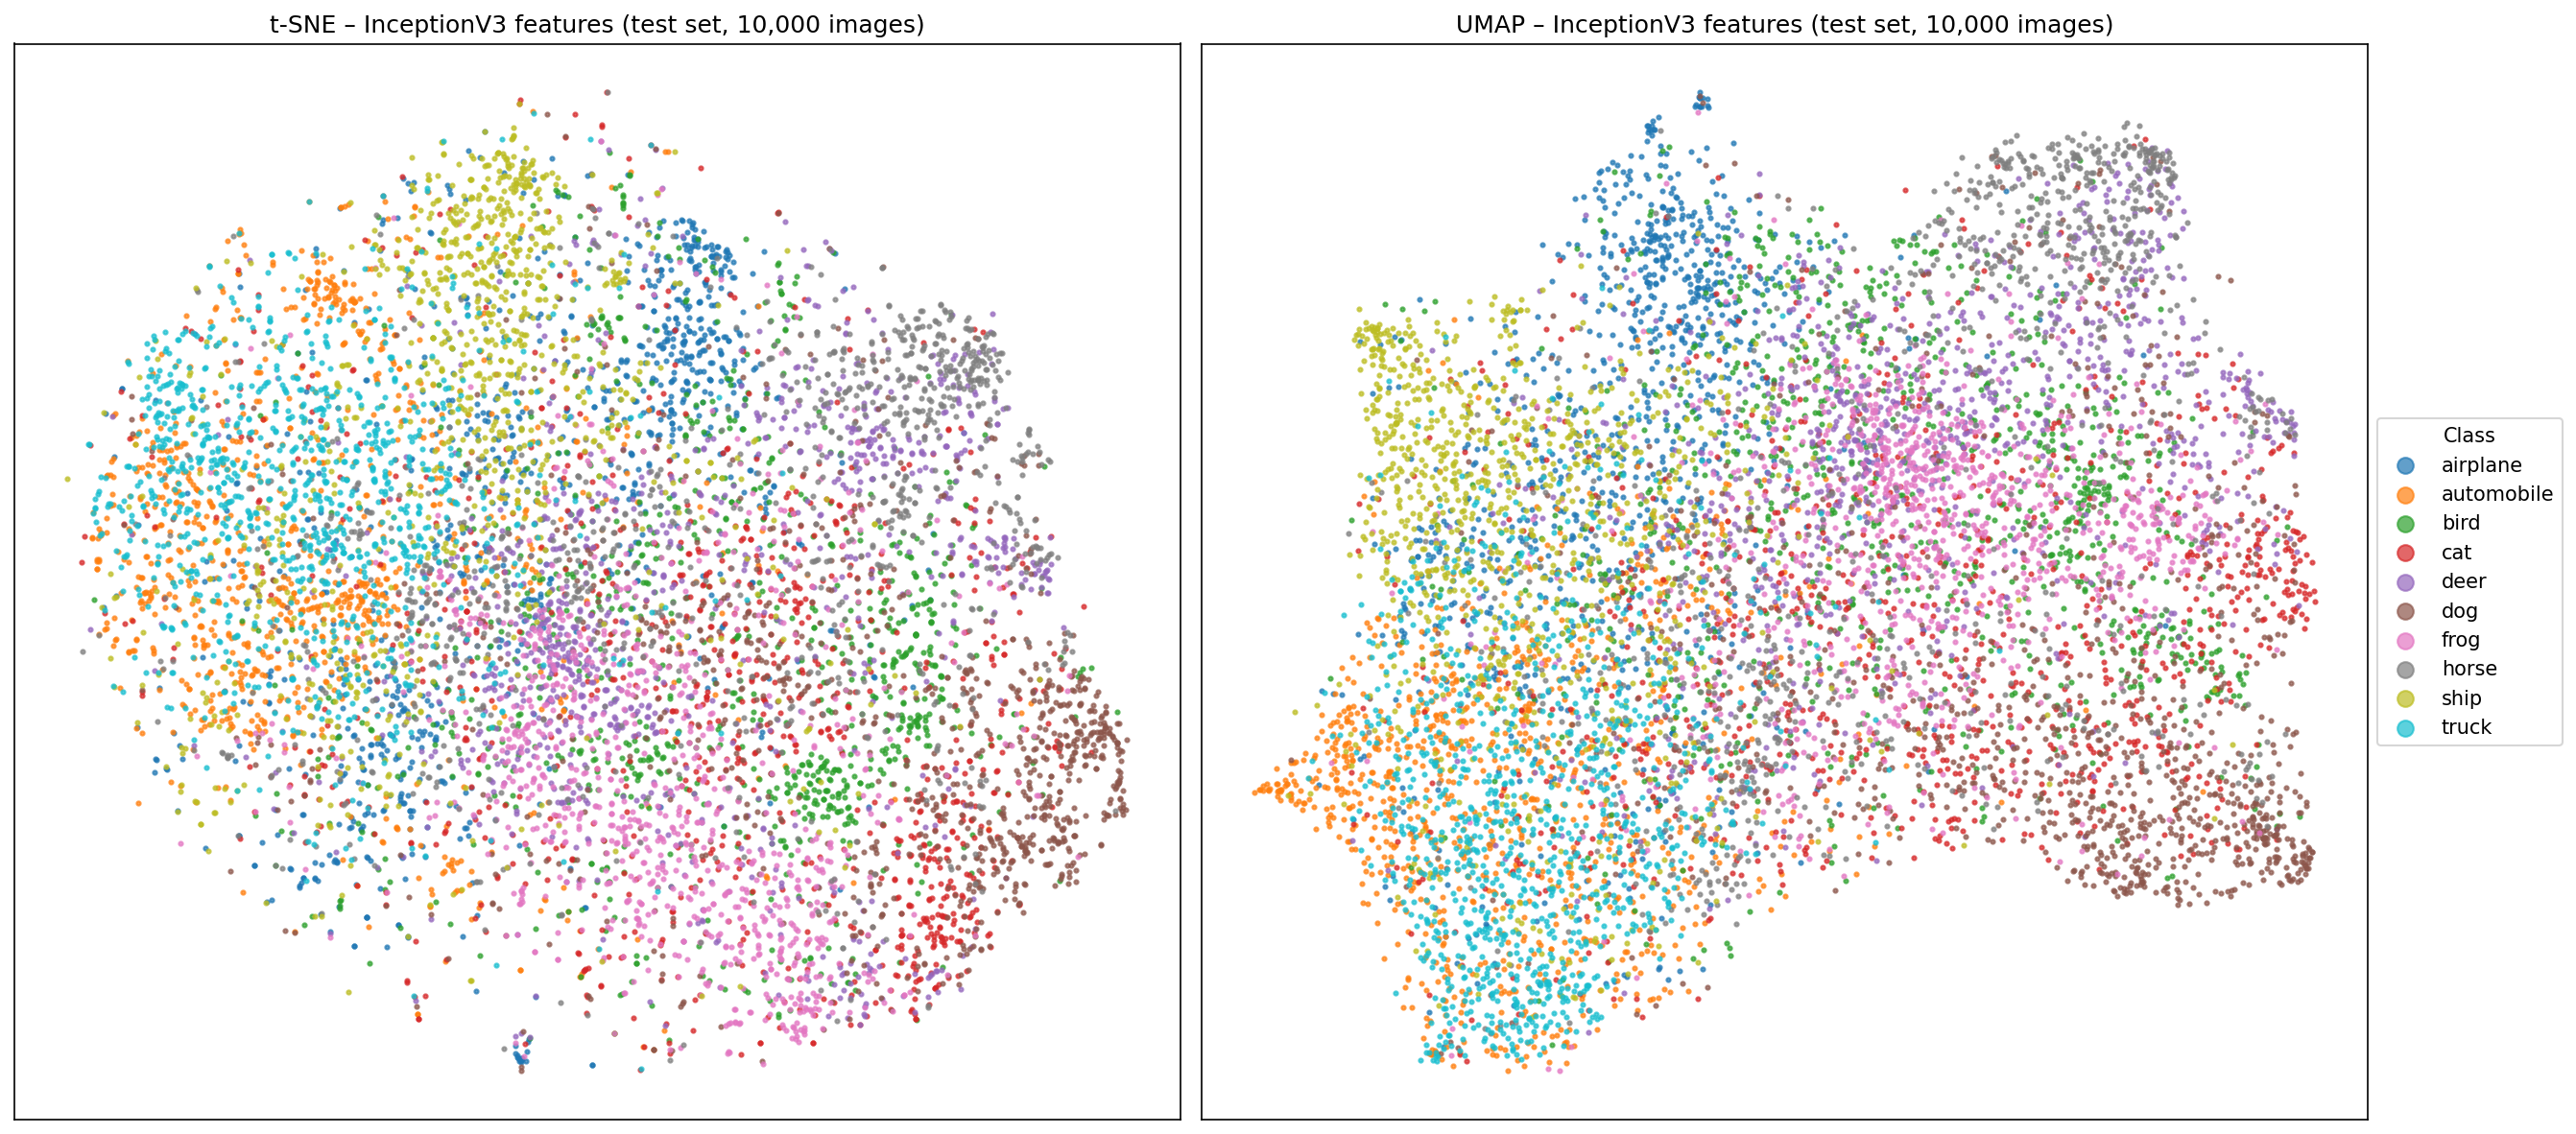 t-SNE – InceptionV3 features (test set, 10,000 images)
UMAP – InceptionV3 features (test set, 10,000 images)
Class
airplane
automobile
bird
cat
deer
dog
frog
horse
ship
truck